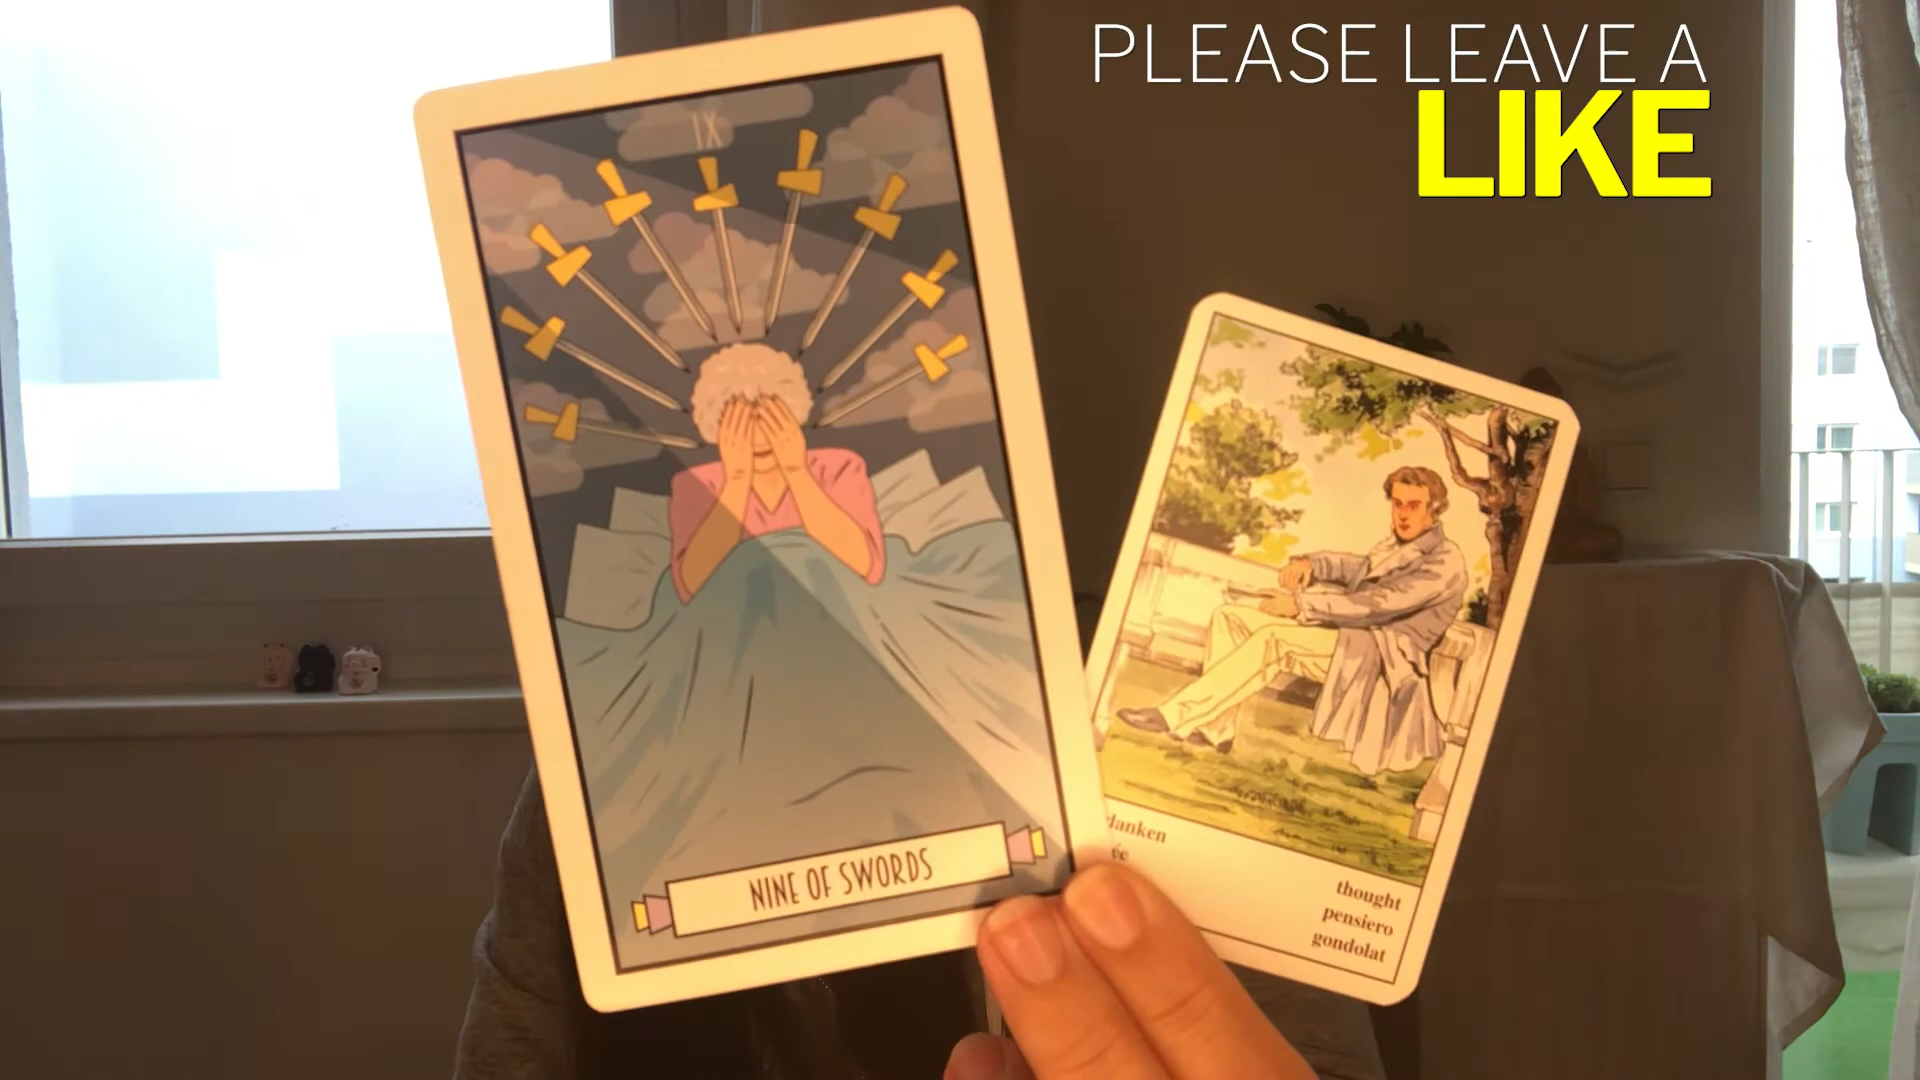 PLEASE LEAVE A
LIKE
IX
NINE OF SWORDS
thought
pensiero
gondolat